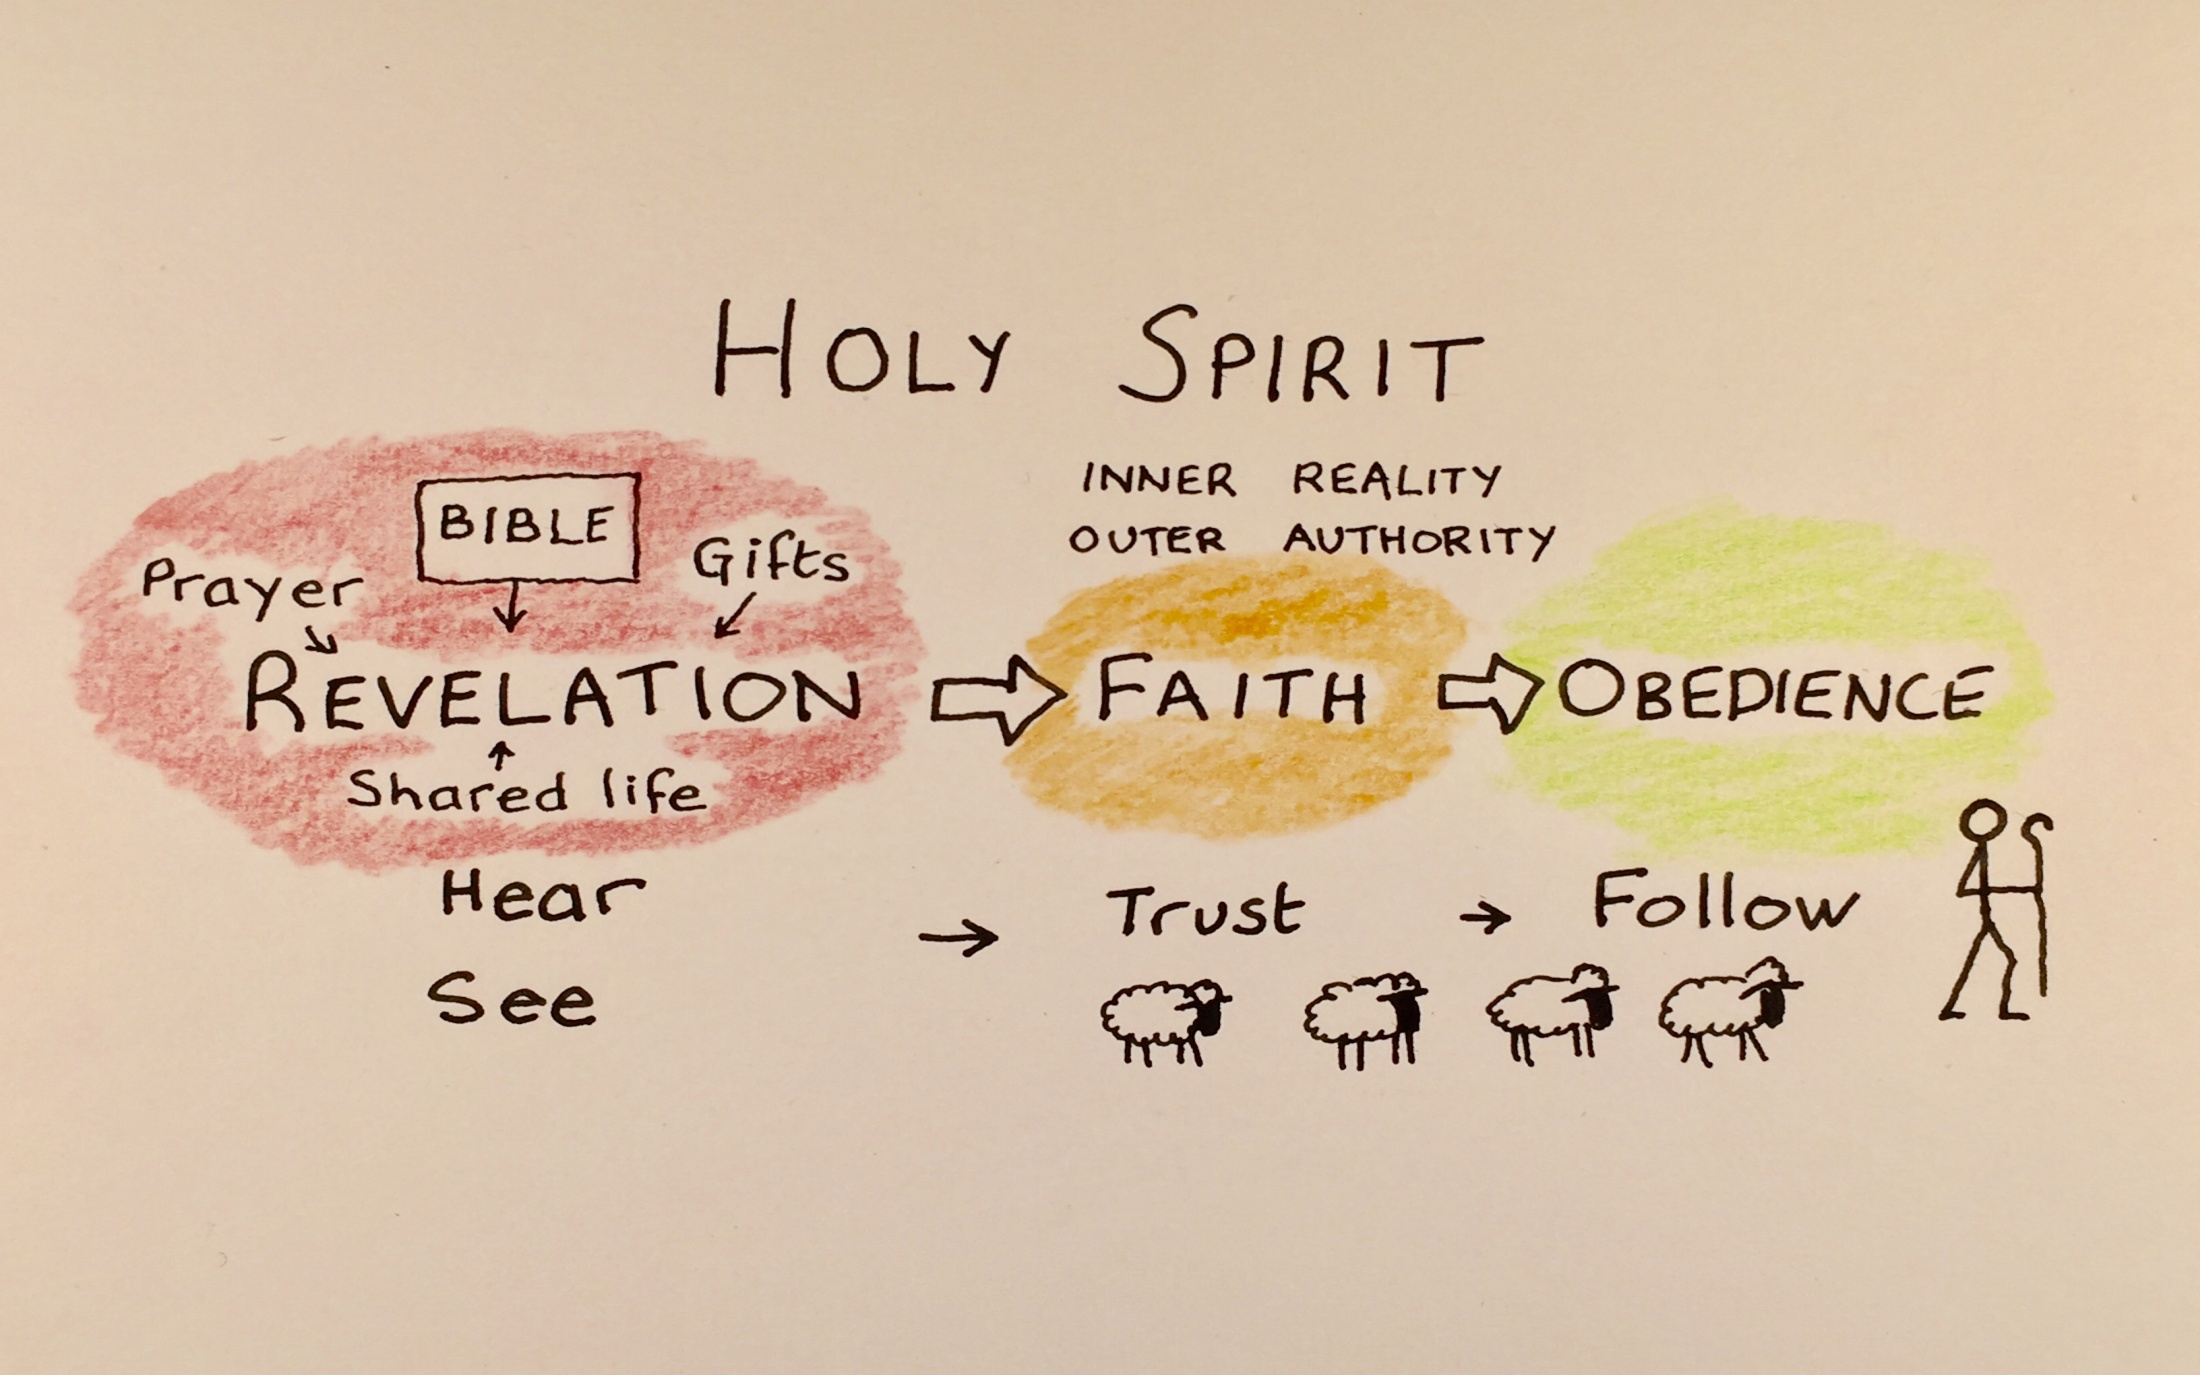 HOLY SPIRIT
INNER REALITY
OUTER AUTHORITY
BIBLE
Prayer
Gifts
REVELATION
FAITH
OBEDIENCE
Shared life
Hear
See
Trust
Follow